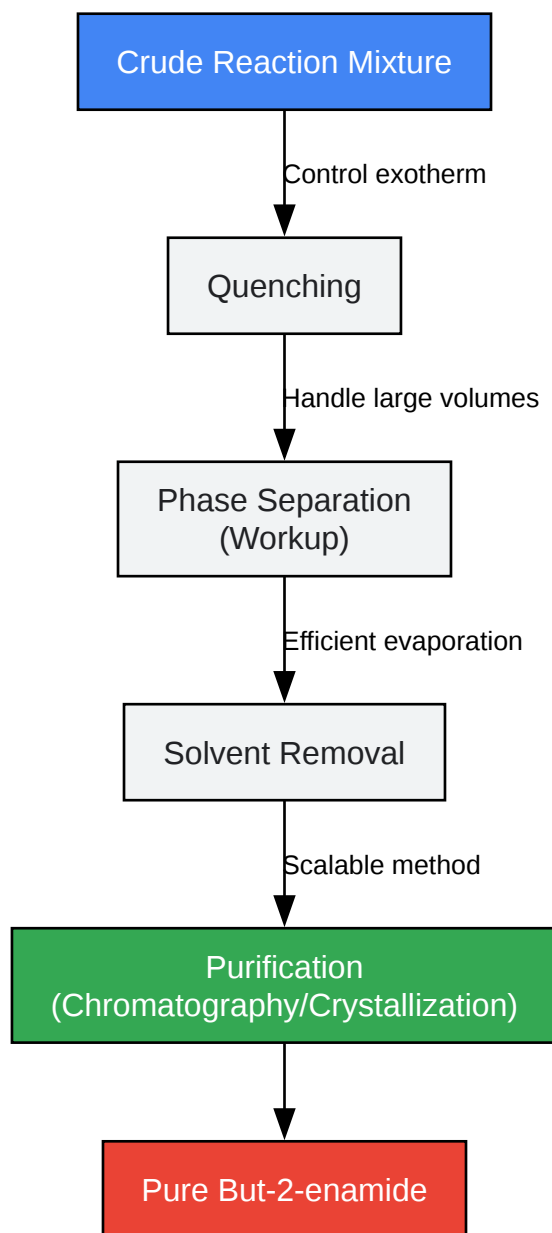 Crude Reaction Mixture
Control exotherm
Quenching
Handle large volumes
Phase Separation
(Workup)
Efficient evaporation
Solvent Removal
Scalable method
Purification
(Chromatography/Crystallization)
Pure But-2-enamide